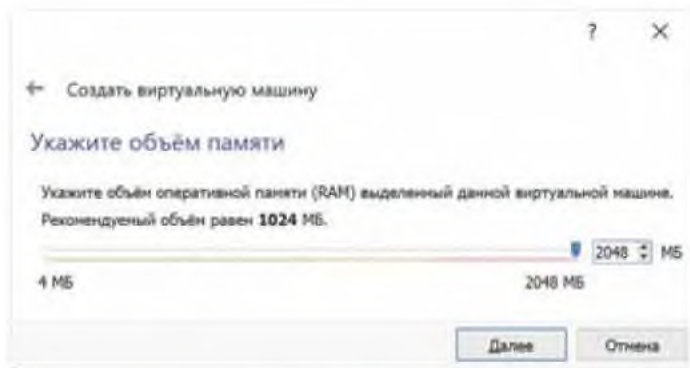 ?
Создать виртуальную машину
Укажите объём памяти
Укажите объём оперативной памяти (RAM) выделенный данной виртуальной машине.
Рекомендуемый объём равен 1024 МБ.
2048 МБ
4 МБ 2048 МБ
Далее Отмена